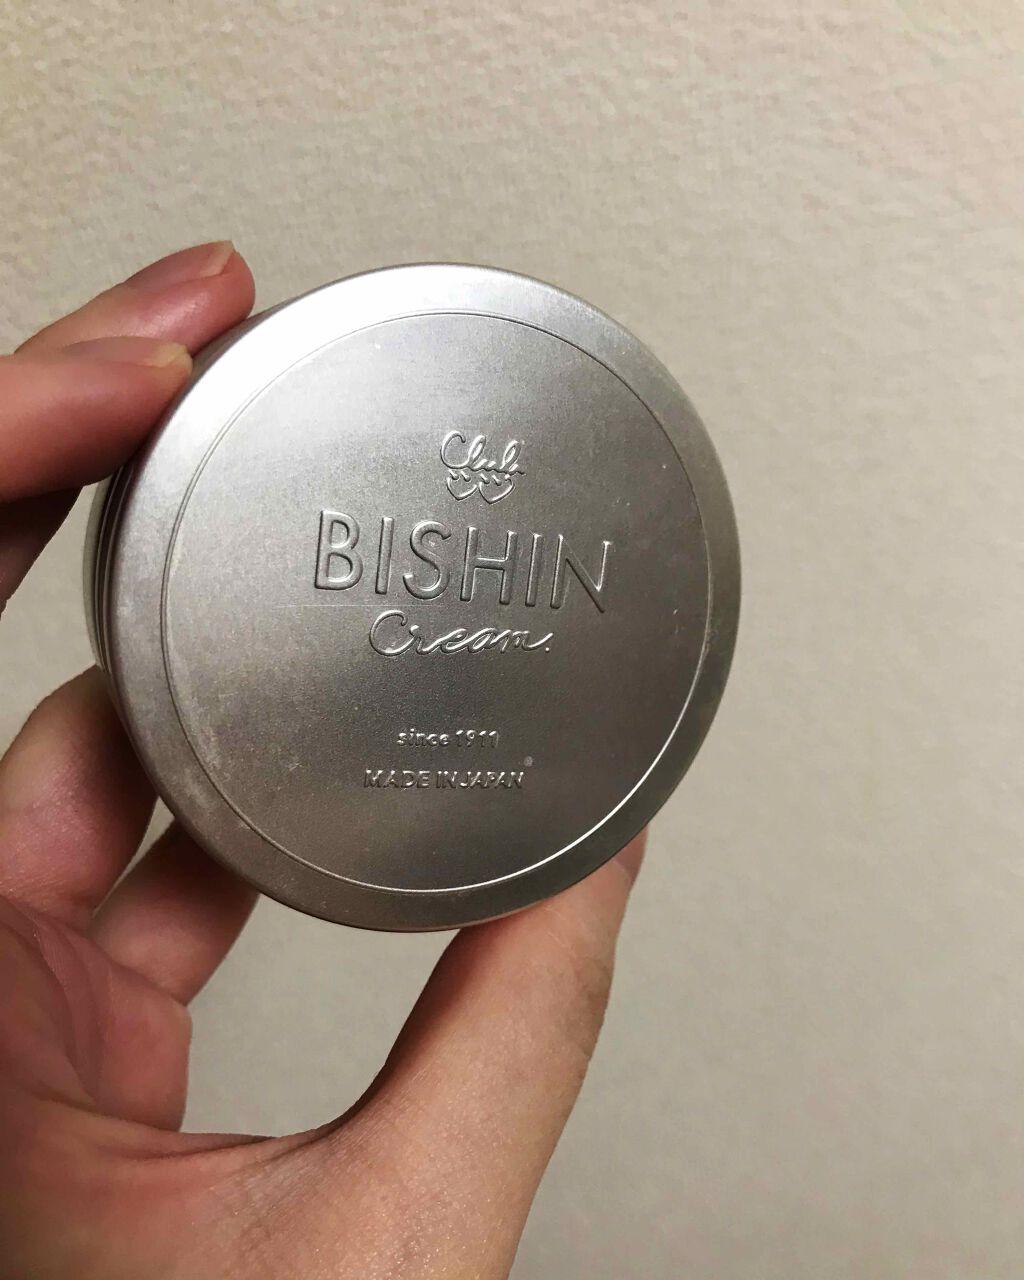 Club
BISHIN
Cream.
since 1911
MADE IN JAPAN